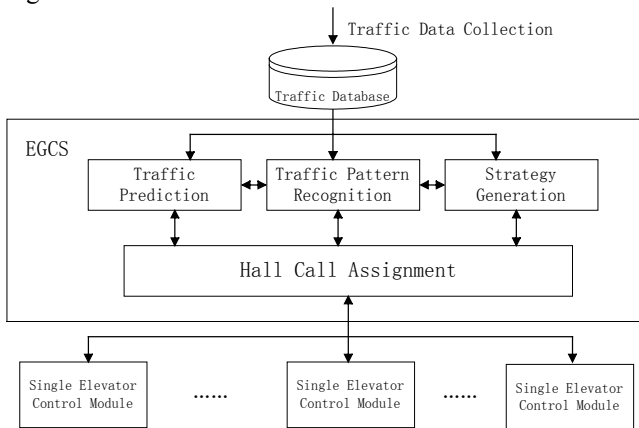 Traffic Data Collection
Traffic Database
EGCS
Traffic
Prediction
Traffic Pattern
Recognition
Strategy
Generation
Hall Call Assignment
Single Elevator
Control Module
......
Single Elevator
Control Module
......
Single Elevator
Control Module